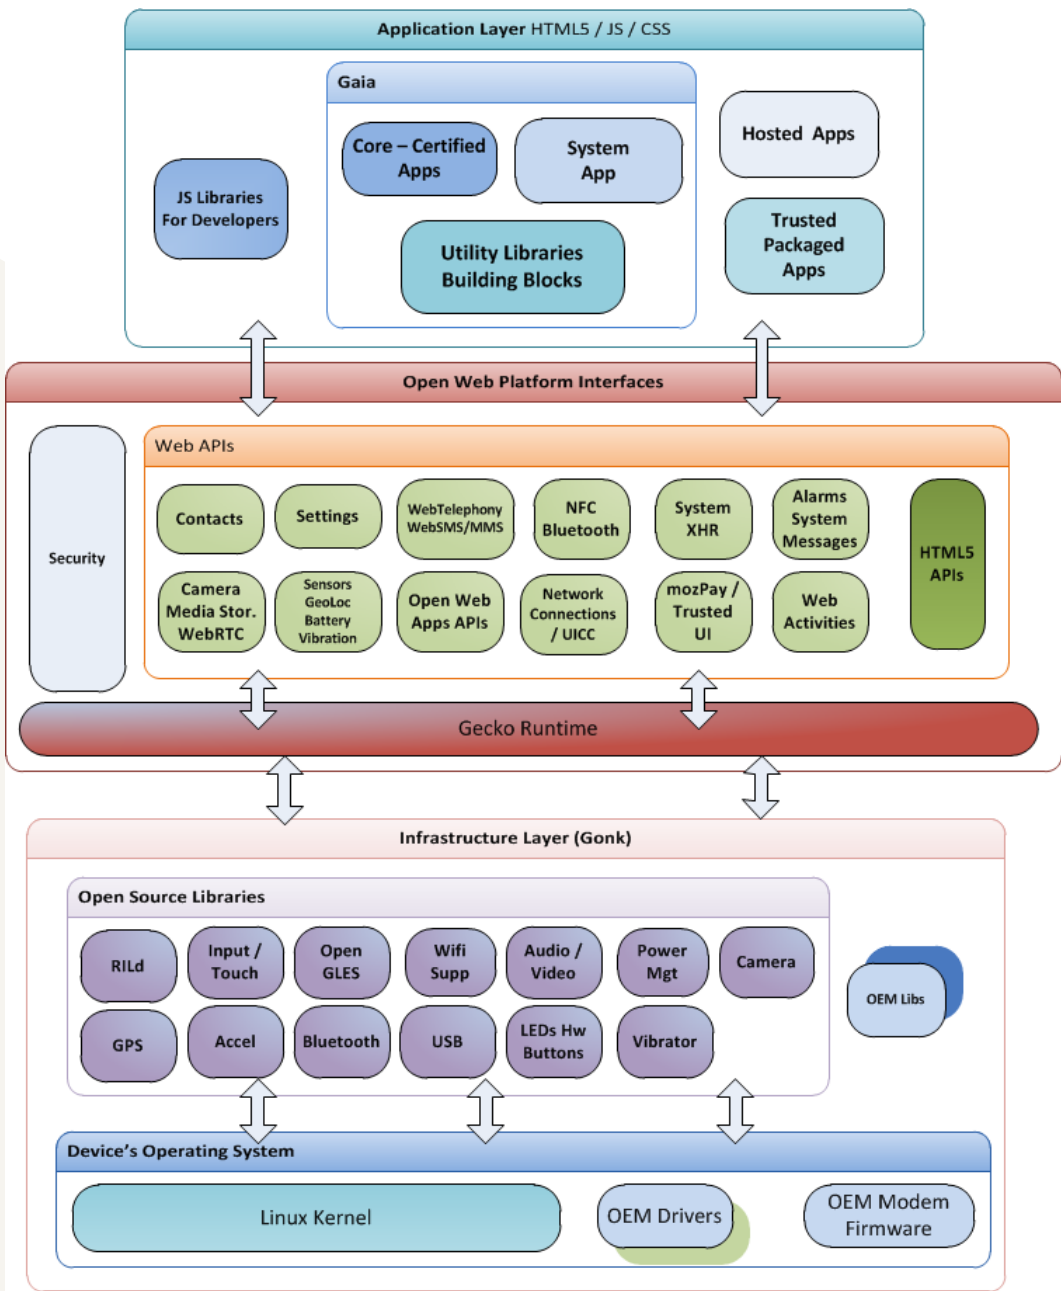 Application Layer HTML5 / JS / CSS
Gaia
Core – Certified
Apps
System
App
Hosted Apps
JS Libraries
For Developers
Trusted
Packaged
Apps
Utility Libraries
Building Blocks
Open Web Platform Interfaces
Security
Web APIs
Contacts
Settings
WebTelephony
WebSMS/MMS
NFC
Bluetooth
System
XHR
Alarms
System
Messages
HTML5
APIs
Camera
Media Stor.
WebRTC
Sensors
GeoLoc
Battery
Vibration
Open Web
Apps APIs
Network
Connections
/ UICC
mozPay /
Trusted
UI
Web
Activities
Gecko Runtime
Infrastructure Layer (Gonk)
Open Source Libraries
RILd
Input /
Touch
Open
GLES
Wifi
Supp
Audio /
Video
Power
Mgt
Camera
OEM Libs
GPS
Accel
Bluetooth
USB
LEDs Hw
Buttons
Vibrator
Device's Operating System
Linux Kernel
OEM Drivers
OEM Modem
Firmware